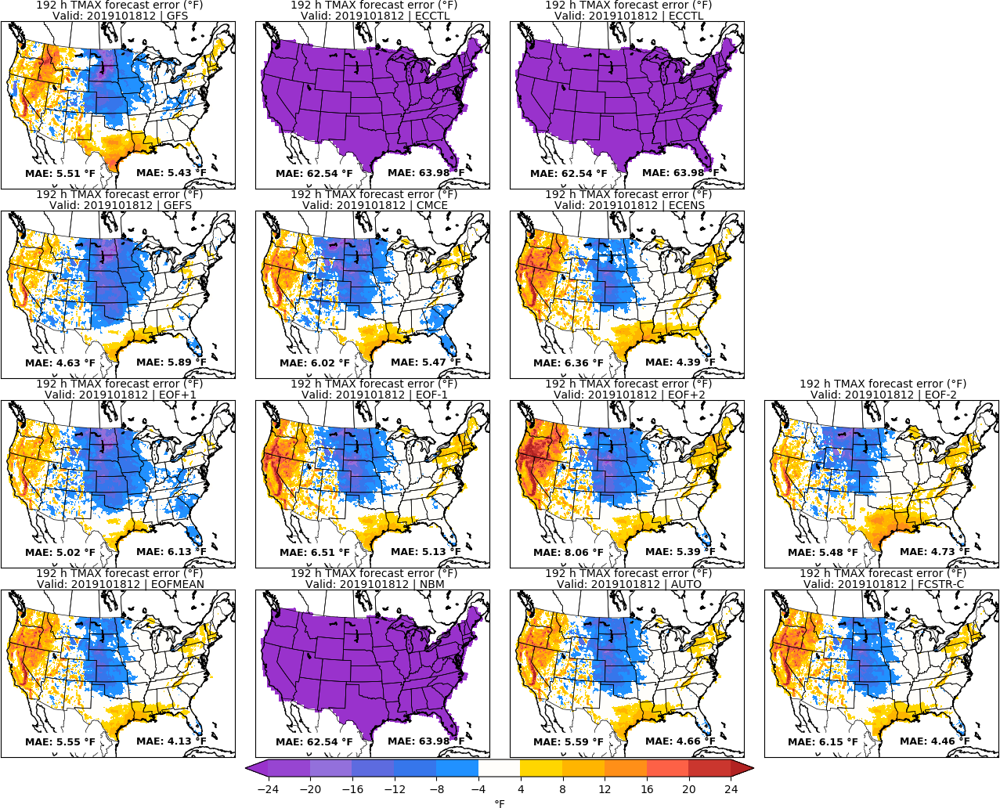 192 h TMAX forecast error (°F)
Valid: 2019101812 | GFS
MAE: 5.51 °F
MAE: 5.43 °F
192 h TMAX forecast error (°F)
Valid: 2019101812 | ECCTL
MAE: 62.54 °F
MAE: 63.98 °F
192 h TMAX forecast error (°F)
Valid: 2019101812 | ECCTL
MAE: 62.54 °F
MAE: 63.98 °F
192 h TMAX forecast error (°F)
Valid: 2019101812 | GEFS
MAE: 4.63 °F
MAE: 5.89 °F
192 h TMAX forecast error (°F)
Valid: 2019101812 | CMCE
MAE: 6.02 °F
MAE: 5.47 °F
192 h TMAX forecast error (°F)
Valid: 2019101812 | ECENS
MAE: 6.36 °F
MAE: 4.39 °F
192 h TMAX forecast error (°F)
Valid: 2019101812 | EOF+1
MAE: 5.02 °F
MAE: 6.13 °F
192 h TMAX forecast error (°F)
Valid: 2019101812 | EOF-1
MAE: 6.51 °F
MAE: 5.13 °F
192 h TMAX forecast error (°F)
Valid: 2019101812 | EOF+2
MAE: 8.06 °F
MAE: 5.39 °F
192 h TMAX forecast error (°F)
Valid: 2019101812 | EOF-2
MAE: 5.48 °F
MAE: 4.73 °F
192 h TMAX forecast error (°F)
Valid: 2019101812 | EOFMEAN
MAE: 5.55 °F
MAE: 4.13 °F
192 h TMAX forecast error (°F)
Valid: 2019101812 | NBM
MAE: 62.54 °F
MAE: 63.98 °F
192 h TMAX forecast error (°F)
Valid: 2019101812 | AUTO
MAE: 5.59 °F
MAE: 4.66 °F
192 h TMAX forecast error (°F)
Valid: 2019101812 | FCSTR-C
MAE: 6.15 °F
MAE: 4.46 °F
−24 −20 −16 −12 −8 −4 4 8 12 16 20 24
°F